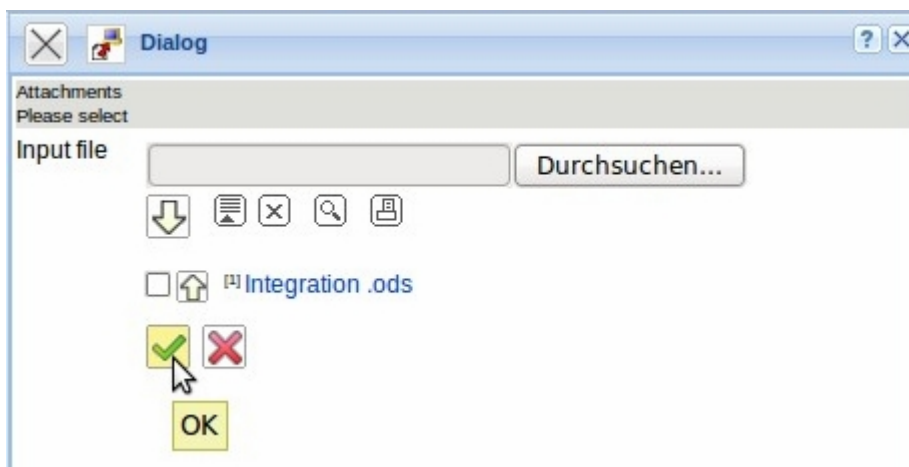 Dialog
Attachments
Please select
Input file
Durchsuchen...
[1] Integration .ods
OK